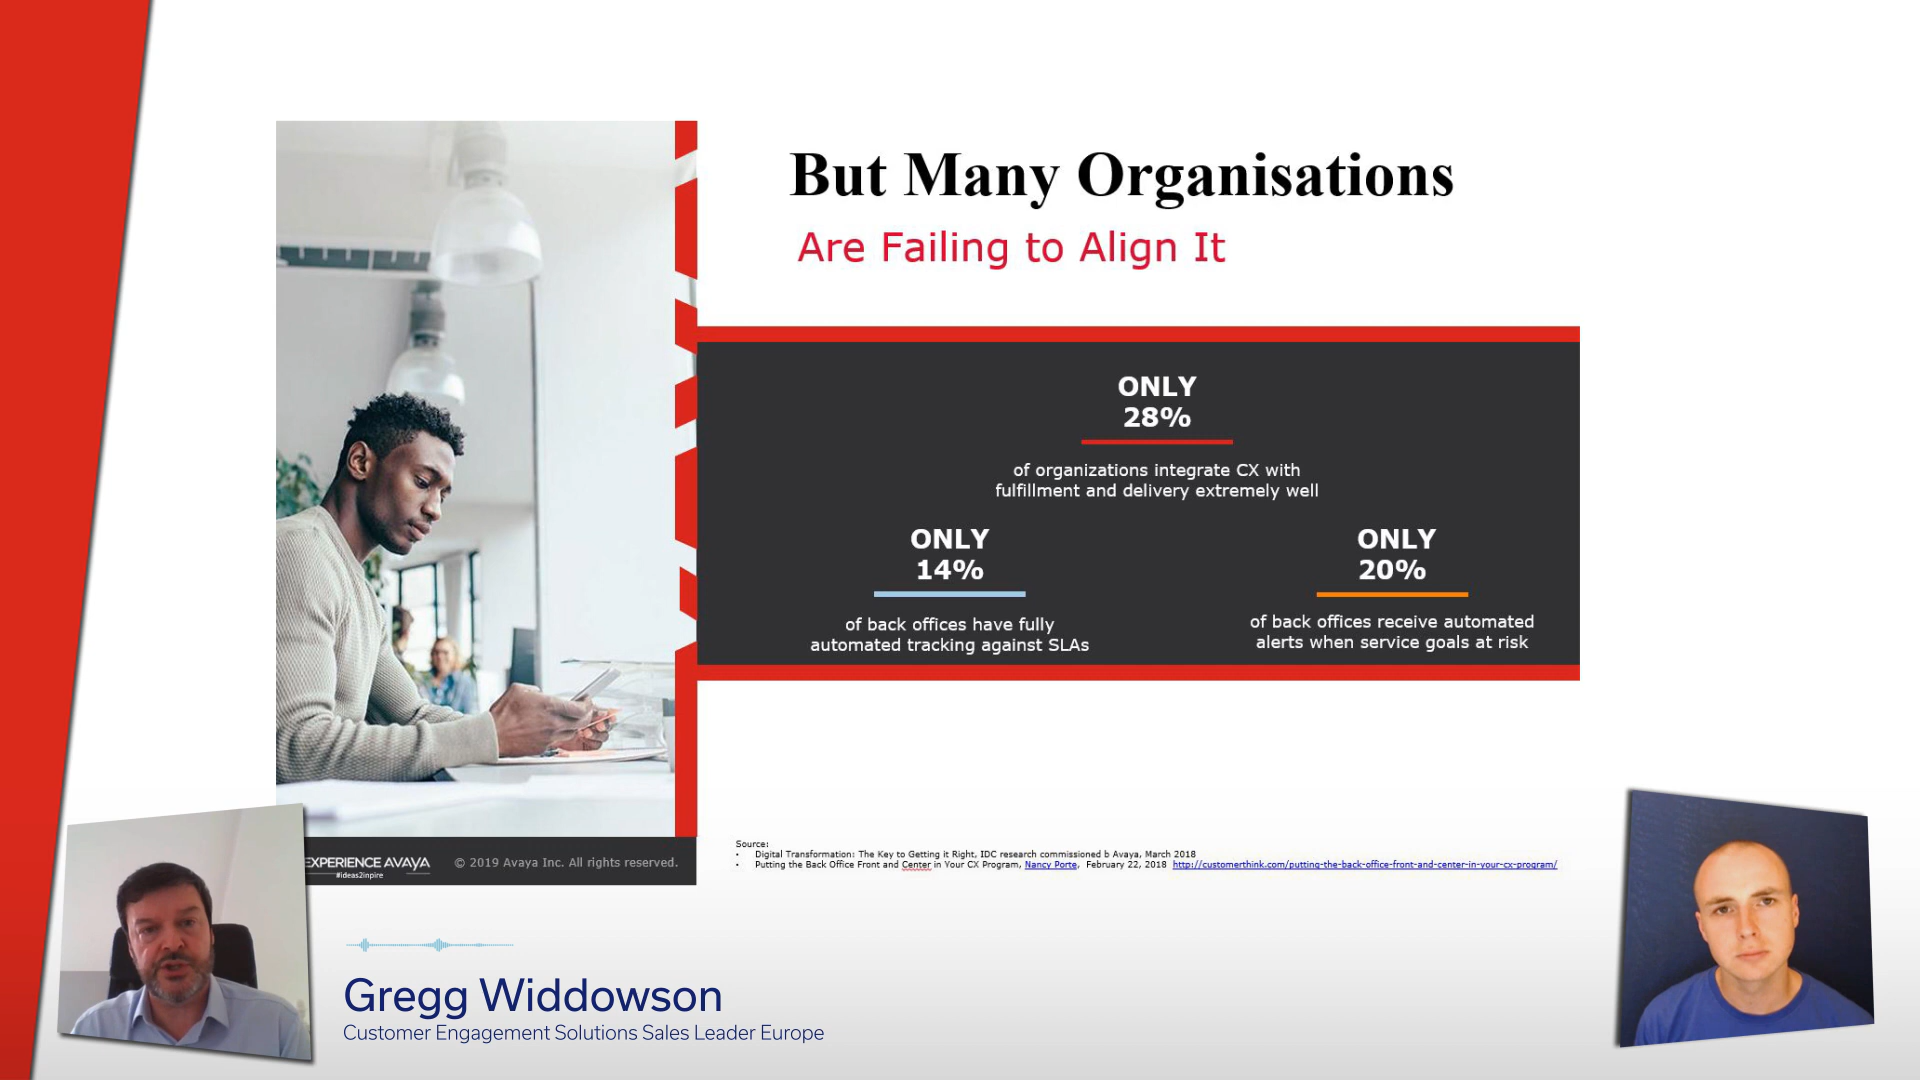 But Many Organisations
Are Failing to Align It
ONLY
28%
of organizations integrate CX with
fulfillment and delivery extremely well
ONLY
14%
of back offices have fully
automated tracking against SLAs
ONLY
20%
of back offices receive automated
alerts when service goals at risk
EXPERIENCE AVAYA
#ideas2inpire
© 2019 Avaya Inc. All rights reserved.
Source:
• Digital Transformation: The Key to Getting it Right, IDC research commissioned b Avaya, March 2018
• Putting the Back Office Front and Center in Your CX Program, Nancy Porte, February 22, 2018 http://customerthink.com/putting-the-back-office-front-and-center-in-your-cx-program/
Gregg Widdowson
Customer Engagement Solutions Sales Leader Europe